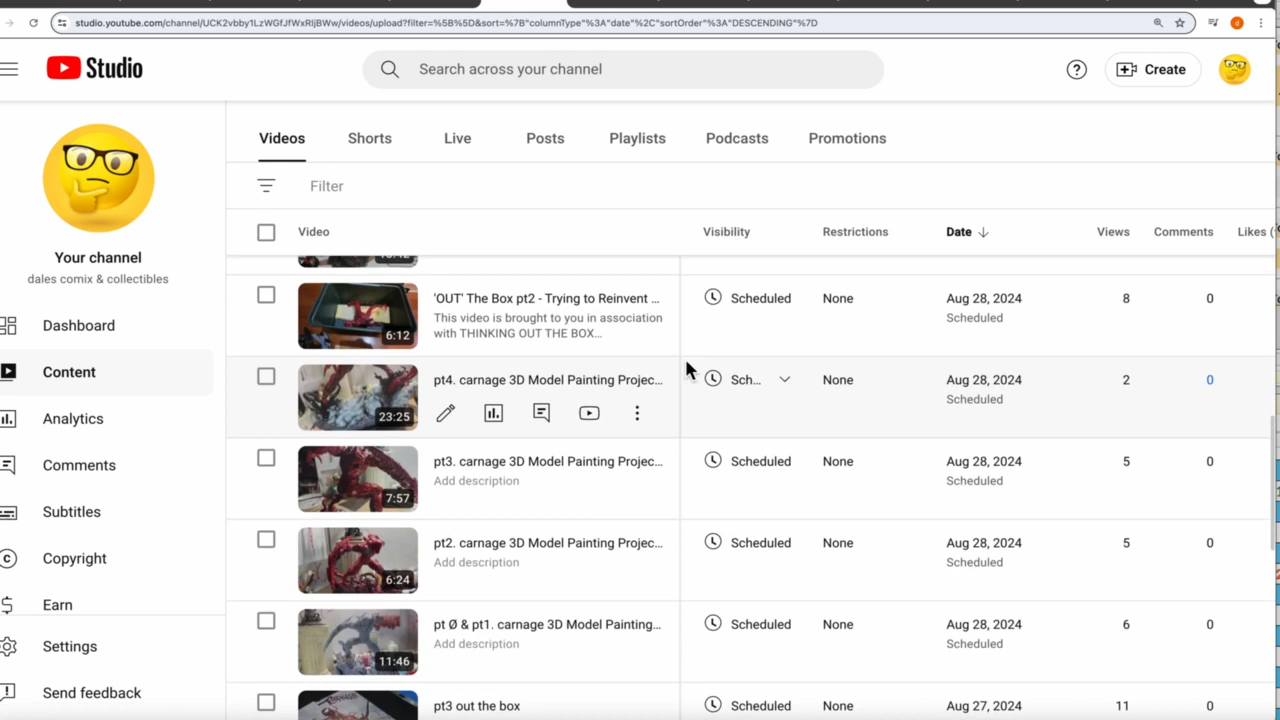 studio.youtube.com/channel/UCK2vbby1LzWGfJfWxRIjBWw/videos/upload?filter=%5B%5D&sort=%7B"columnType"%3A"date"%2C"sortOrder"%3A"DESCENDING"%7D
d
Studio
Search across your channel
?
Create
Your channel
dales comix & collectibles
Dashboard
Content
Analytics
Comments
Subtitles
Copyright
Earn
Settings
Send feedback
Videos Shorts Live Posts Playlists Podcasts Promotions
Filter
Video Visibility Restrictions Date ↓ Views Comments Likes (
6:12
'OUT' The Box pt2 - Trying to Reinvent ... Scheduled None Aug 28, 2024 8 0
This video is brought to you in association Scheduled
with THINKING OUT THE BOX...
23:25
pt4. carnage 3D Model Painting Projec... Sch... None Aug 28, 2024 2 0
Scheduled
7:57
pt3. carnage 3D Model Painting Projec... Scheduled None Aug 28, 2024 5 0
Add description Scheduled
6:24
pt2. carnage 3D Model Painting Projec... Scheduled None Aug 28, 2024 5 0
Add description Scheduled
11:46
pt Ø & pt1. carnage 3D Model Painting... Scheduled None Aug 28, 2024 6 0
Add description Scheduled
pt3 out the box Scheduled None Aug 27, 2024 11 0